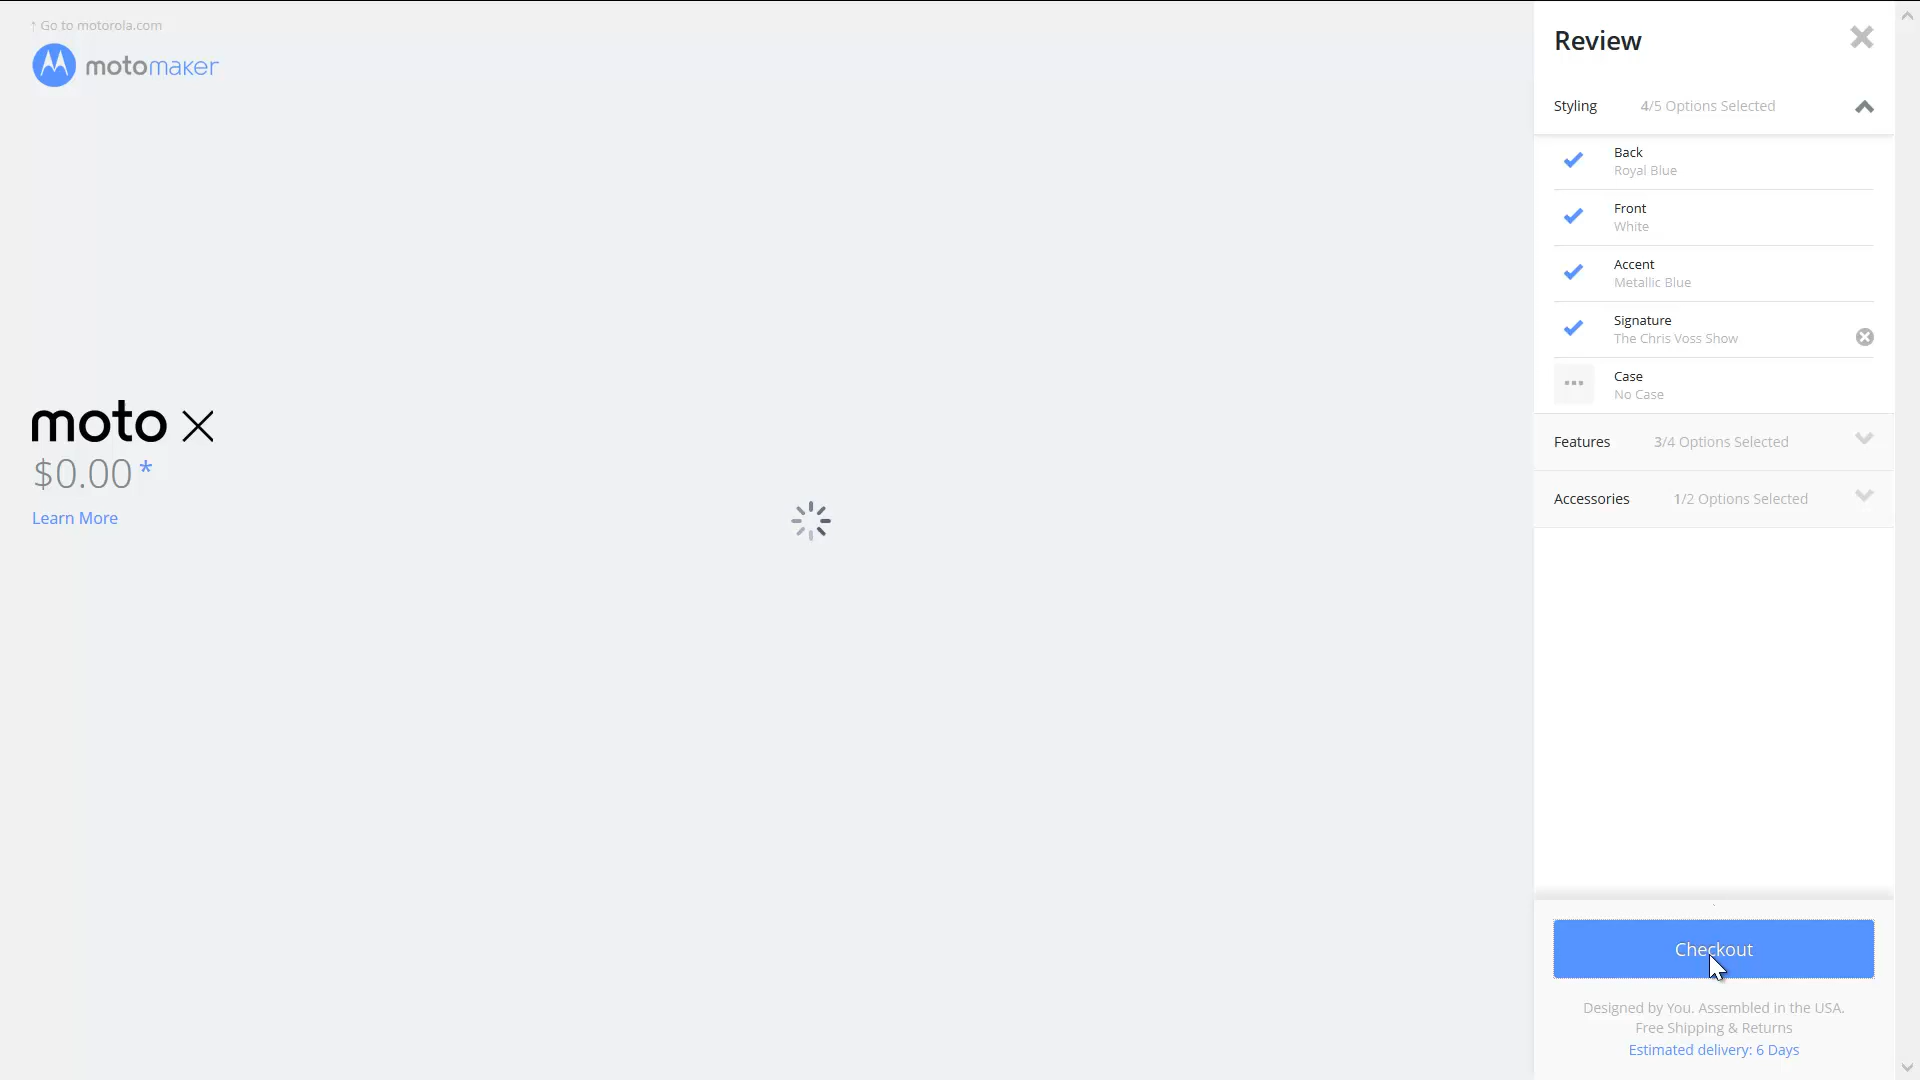 ↑ Go to motorola.com
motomaker
moto X
$0.00 *
Learn More
Review
Styling 4/5 Options Selected
Back
Royal Blue
Front
White
Accent
Metallic Blue
Signature
The Chris Voss Show
Case
No Case
Features 3/4 Options Selected
Accessories 1/2 Options Selected
Checkout
Designed by You. Assembled in the USA.
Free Shipping & Returns
Estimated delivery: 6 Days